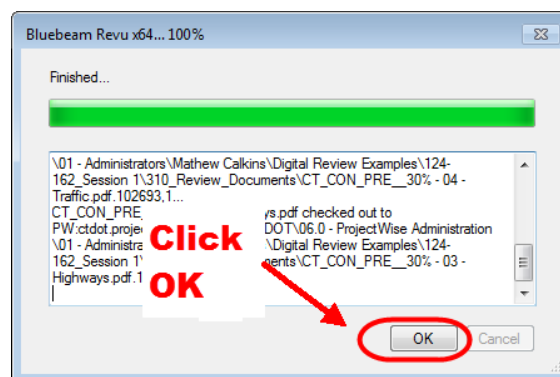 Bluebeam Revu x64... 100%
Finished...
\01 - Administrators\Mathew Calkins\Digital Review Examples\124-
162_Session 1\310_Review_Documents\CT_CON_PRE__30% - 04 -
Traffic.pdf.102693,1...
CT_CON_PRE_ ys.pdf checked out to
PW:ctdot.proje DOT\06.0 - ProjectWise Administration
\01 - Administra \Digital Review Examples\124-
162_Session 1\ ents\CT_CON_PRE__30% - 03 -
Highways.pdf.1
Click
OK
OK Cancel